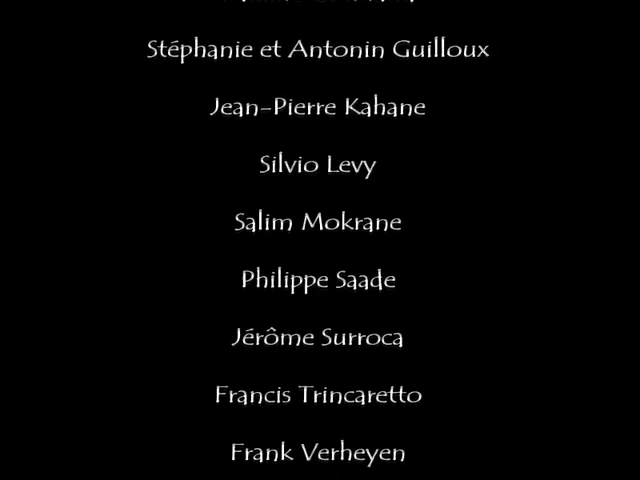 Stéphanie et Antonin Guilloux
Jean-Pierre Kahane
Silvio Levy
Salim Mokrane
Philippe Saade
Jérôme Surroca
Francis Trincaretto
Frank Verheyen